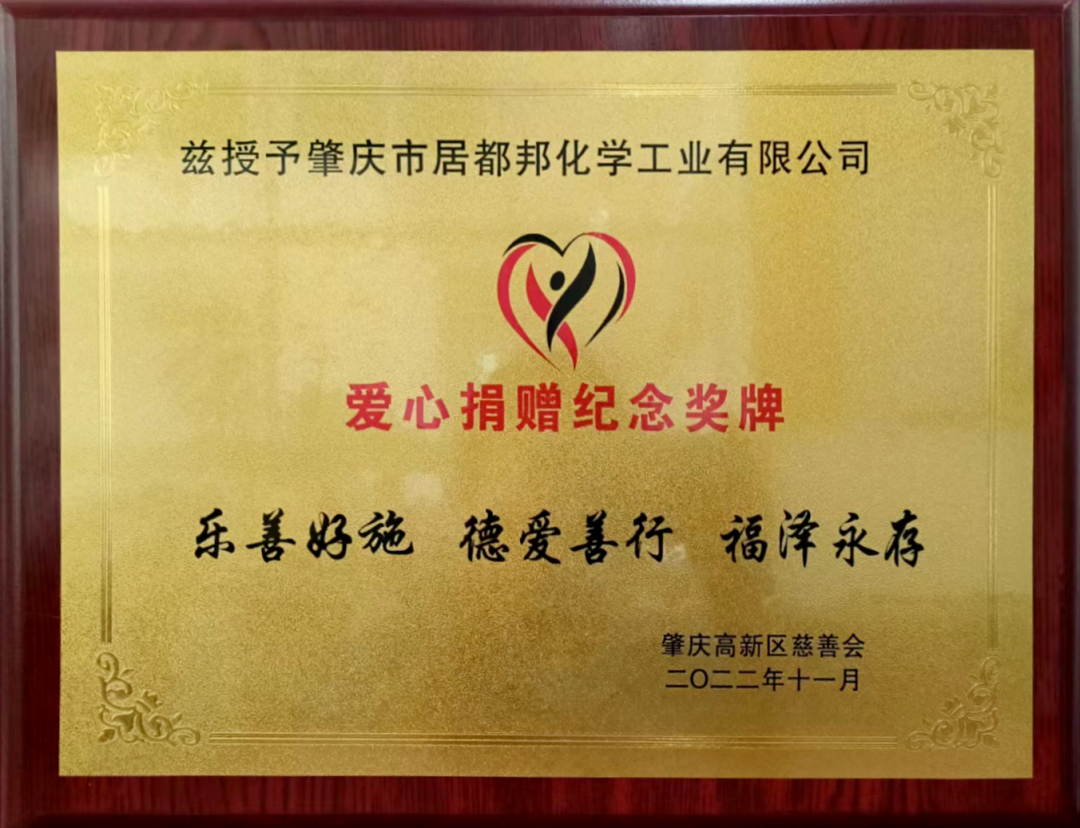 兹授予肇庆市居都邦化学工业有限公司
爱心捐赠纪念奖牌
乐善好施 德爱善行 福泽永存
肇庆高新区慈善会
二〇二二年十一月